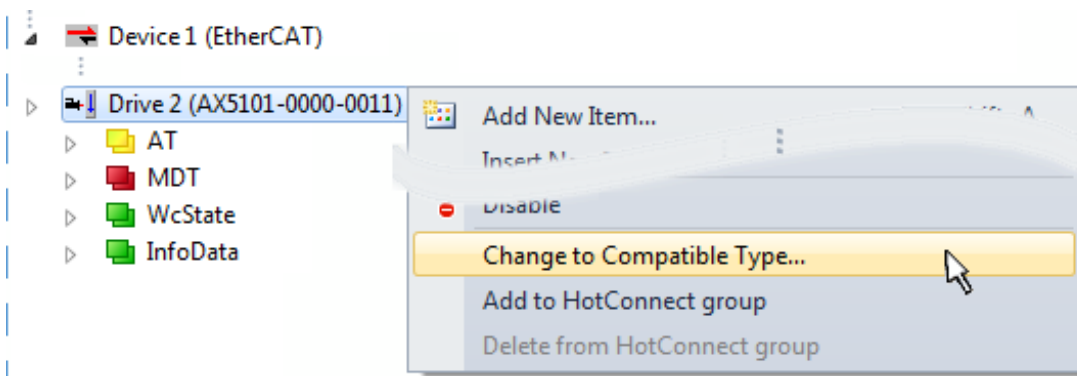 Device 1 (EtherCAT)
Drive 2 (AX5101-0000-0011)
AT
MDT
WcState
InfoData
Add New Item...
Insert
Disable
Change to Compatible Type...
Add to HotConnect group
Delete from HotConnect group